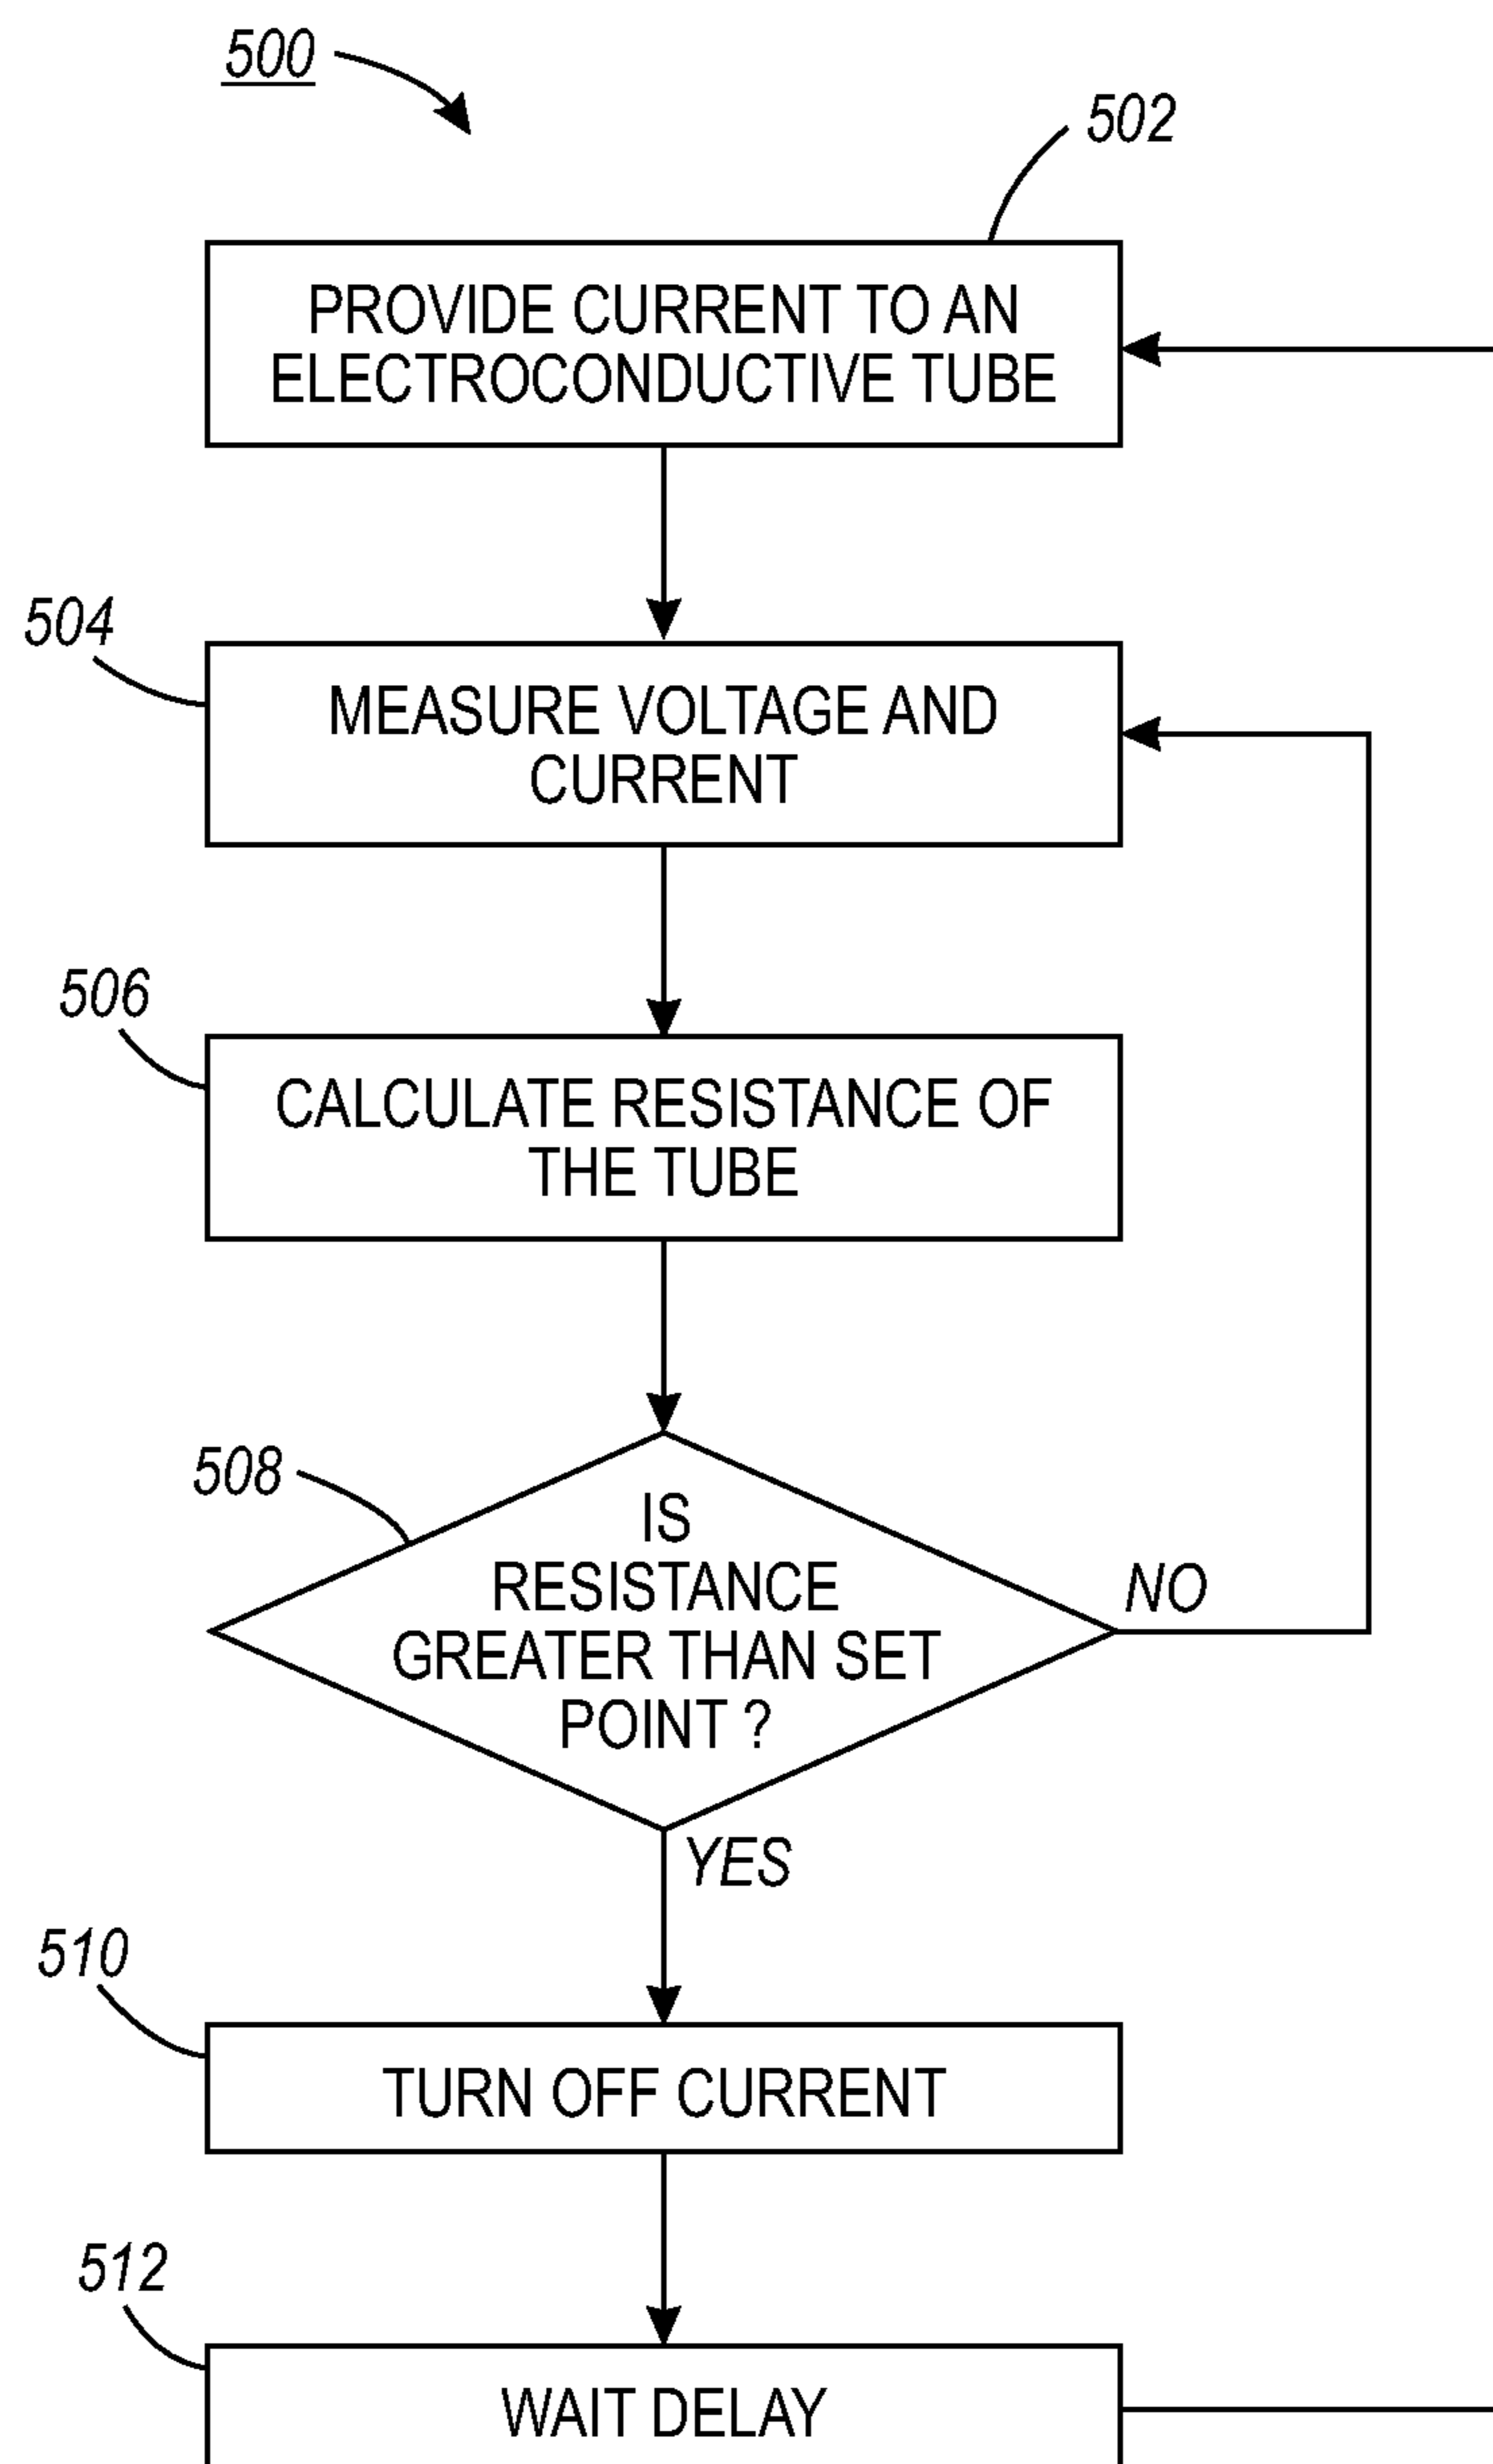 500
502
PROVIDE CURRENT TO AN
ELECTROCONDUCTIVE TUBE
504
MEASURE VOLTAGE AND
CURRENT
506
CALCULATE RESISTANCE OF
THE TUBE
508
IS
RESISTANCE
GREATER THAN SET
POINT ?
NO
YES
510
TURN OFF CURRENT
512
WAIT DELAY